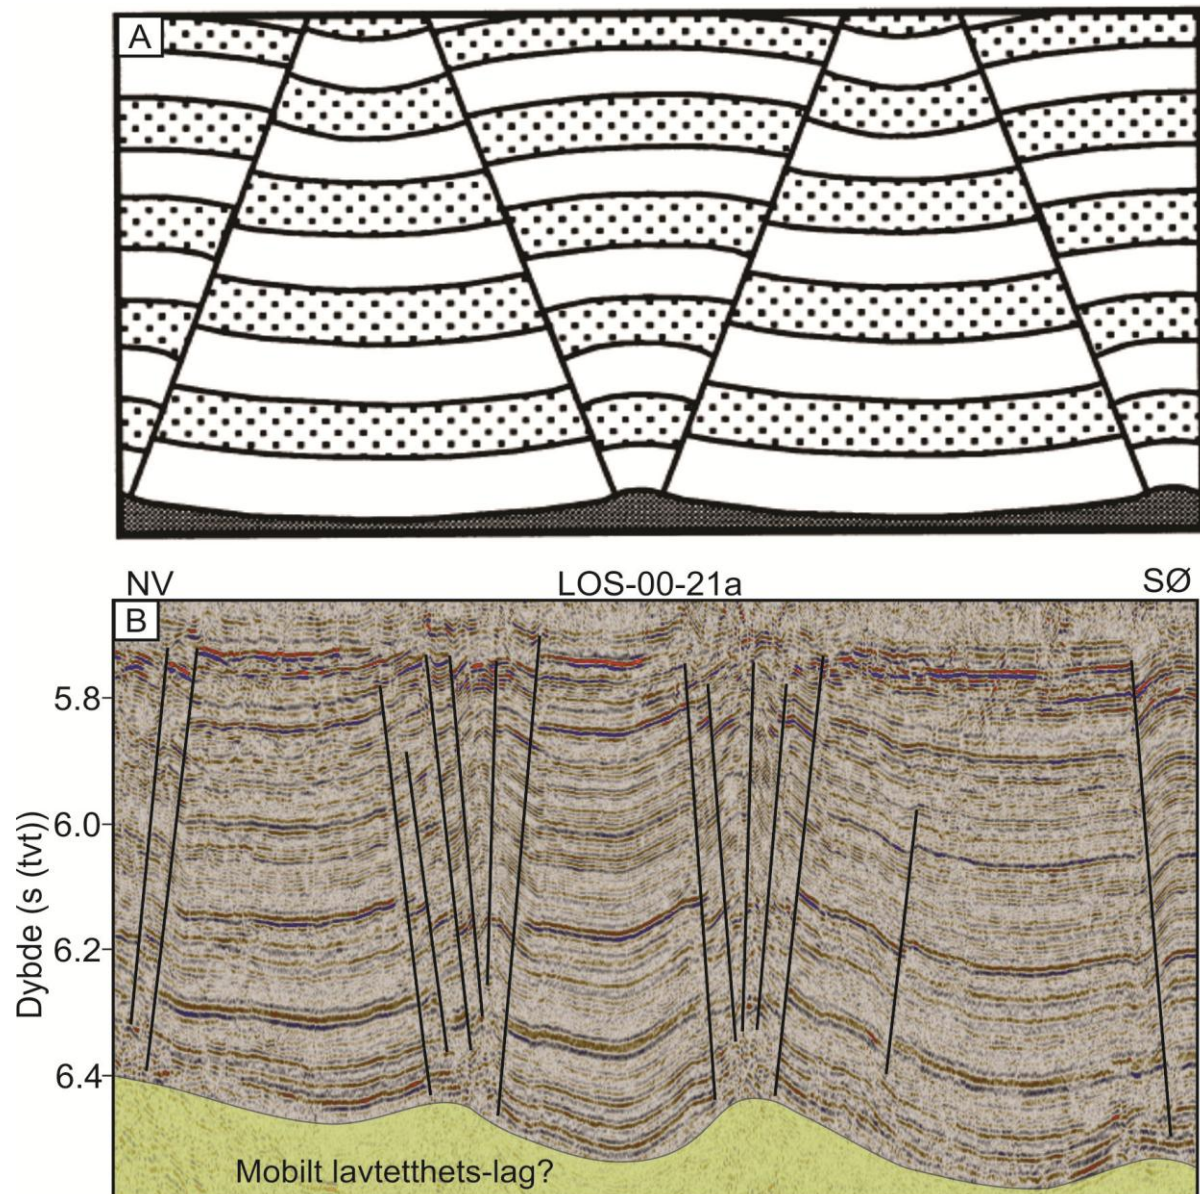 A
NV
LOS-00-21a
SØ
B
5.8
6.0
6.2
6.4
Dybde (s (tvt))
Mobilt lavtetthets-lag?